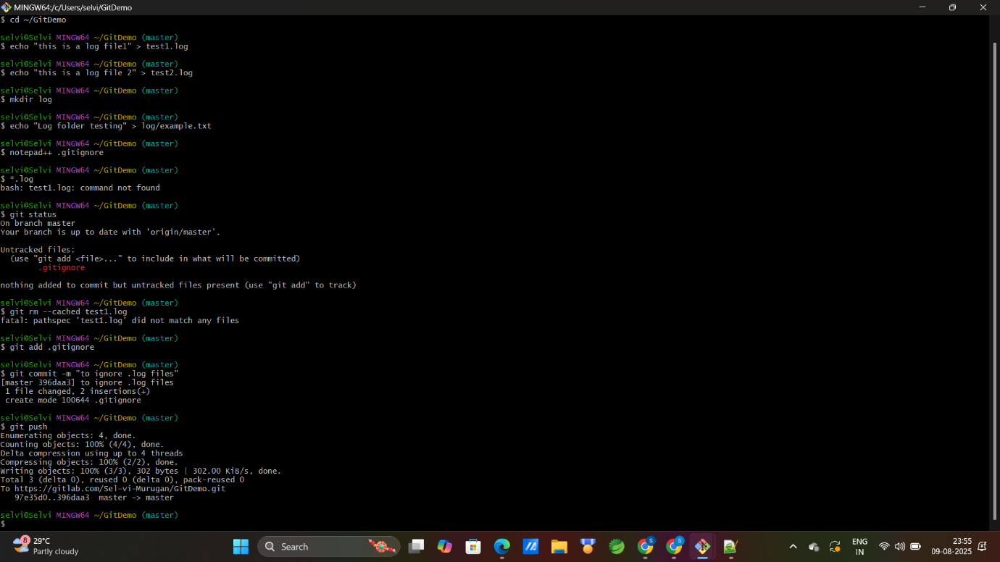 MINGW64:/c/Users/selvi/GitDemo
$ cd ~/GitDemo
selvi@Selvi MINGW64 ~/GitDemo (master)
$ echo "this is a log file1" > test1.log
selvi@Selvi MINGW64 ~/GitDemo (master)
$ echo "this is a log file 2" > test2.log
selvi@Selvi MINGW64 ~/GitDemo (master)
$ mkdir log
selvi@Selvi MINGW64 ~/GitDemo (master)
$ echo "Log folder testing" > log/example.txt
selvi@Selvi MINGW64 ~/GitDemo (master)
$ notepad++ .gitignore
selvi@Selvi MINGW64 ~/GitDemo (master)
$ *.log
bash: test1.log: command not found
selvi@Selvi MINGW64 ~/GitDemo (master)
$ git status
On branch master
Your branch is up to date with 'origin/master'.
Untracked files:
(use "git add <file>..." to include in what will be committed)
.gitignore
nothing added to commit but untracked files present (use "git add" to track)
selvi@Selvi MINGW64 ~/GitDemo (master)
$ git rm --cached test1.log
fatal: pathspec 'test1.log' did not match any files
selvi@Selvi MINGW64 ~/GitDemo (master)
$ git add .gitignore
selvi@Selvi MINGW64 ~/GitDemo (master)
$ git commit -m "to ignore .log files"
[master 396daa3] to ignore .log files
1 file changed, 2 insertions(+)
create mode 100644 .gitignore
selvi@Selvi MINGW64 ~/GitDemo (master)
$ git push
Enumerating objects: 4, done.
Counting objects: 100% (4/4), done.
Delta compression using up to 4 threads
Compressing objects: 100% (2/2), done.
Writing objects: 100% (3/3), 302 bytes | 302.00 KiB/s, done.
Total 3 (delta 0), reused 0 (delta 0), pack-reused 0
To https://gitlab.com/Sel-vi-Murugan/GitDemo.git
97e35d0..396daa3 master -> master
selvi@Selvi MINGW64 ~/GitDemo (master)
$
8
29°C
Partly cloudy
Search
S
S
ENG
IN
23:55
09-08-2025